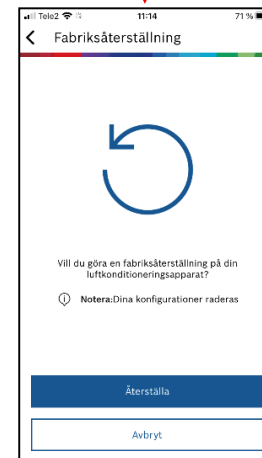 Tele2 11:14 71 %
Fabriksåterställning
Vill du göra en fabriksåterställning på din
luftkonditioneringsapparat?
Notera:Dina konfigurationer raderas
Återställa
Avbryt